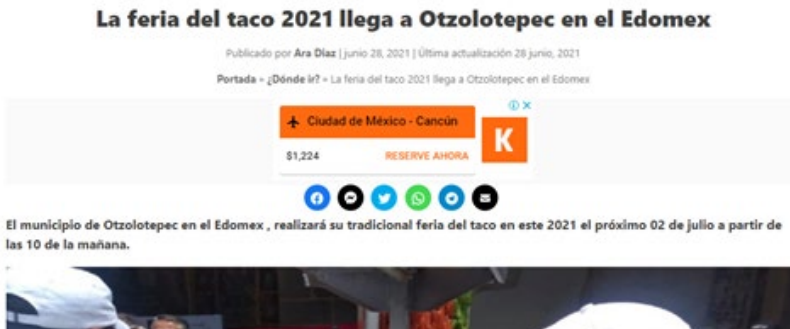 La feria del taco 2021 llega a Otzolotepec en el Edomex
Publicado por Ara Díaz | junio 28, 2021 | Última actualización 28 junio, 2021
Portada » ¿Dónde ir? » La feria del taco 2021 llega a Otzolotepec en el Edomex
Ciudad de México - Cancún
$1,224 RESERVE AHORA
K
El municipio de Otzolotepec en el Edomex , realizará su tradicional feria del taco en este 2021 el próximo 02 de julio a partir de
las 10 de la mañana.